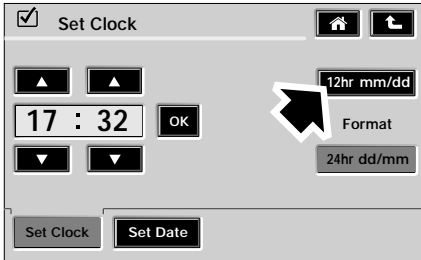 Set Clock
12hr mm/dd
17 : 32 OK
Format
24hr dd/mm
Set Clock Set Date